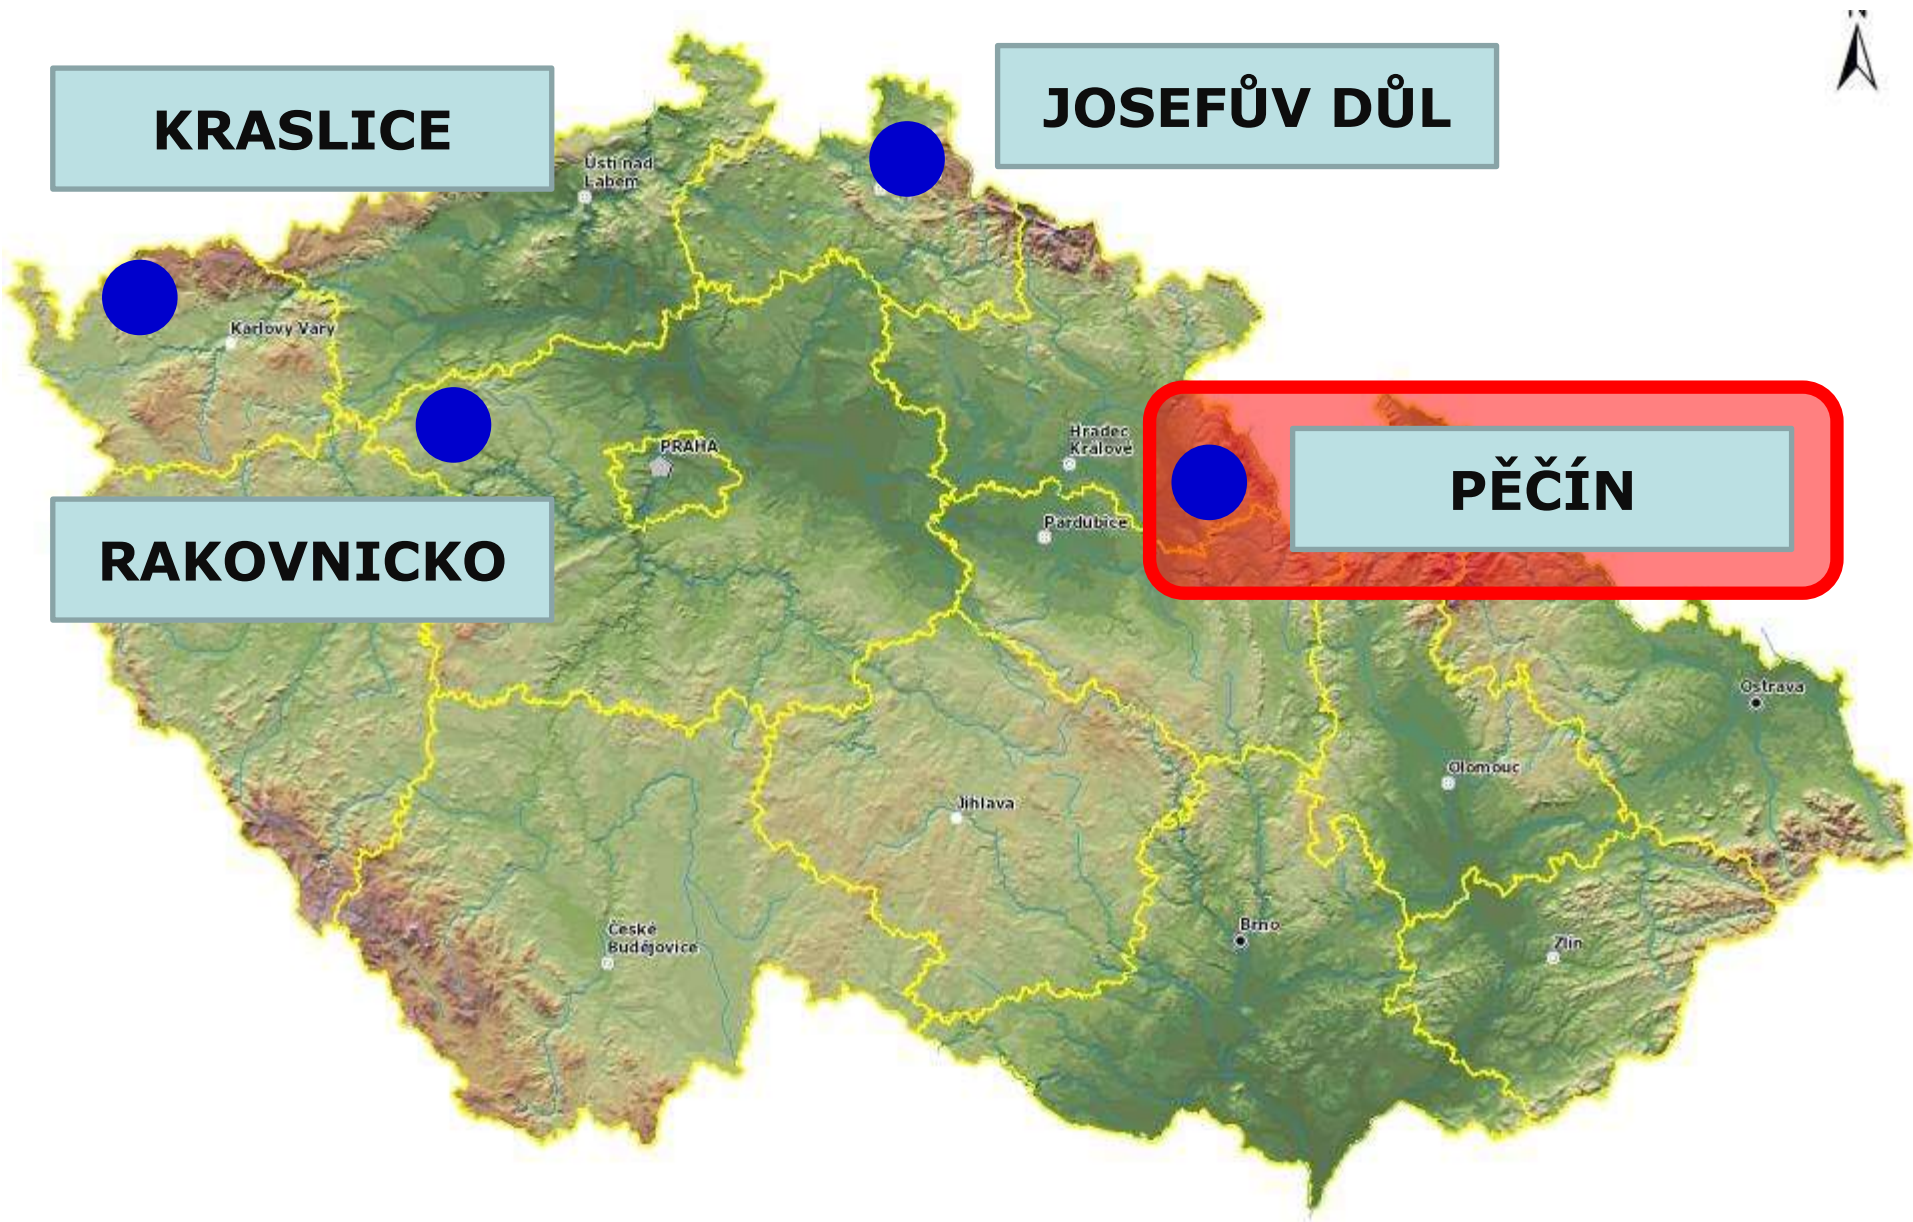 N
KRASLICE
JOSEFŮV DŮL
Ústí nad
Labem
Karlovy Vary
PRAHA
Hradec
Králové
PĚČÍN
Pardubice
RAKOVNICKO
Ostrava
Olomouc
Jihlava
České
Budějovice
Brno
Zlín